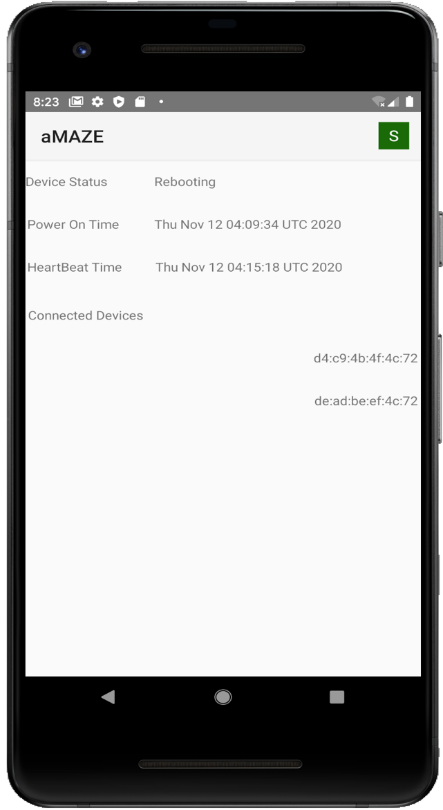 8:23
aMAZE
S
Device Status Rebooting
Power On Time Thu Nov 12 04:09:34 UTC 2020
HeartBeat Time Thu Nov 12 04:15:18 UTC 2020
Connected Devices
d4:c9:4b:4f:4c:72
de:ad:be:ef:4c:72